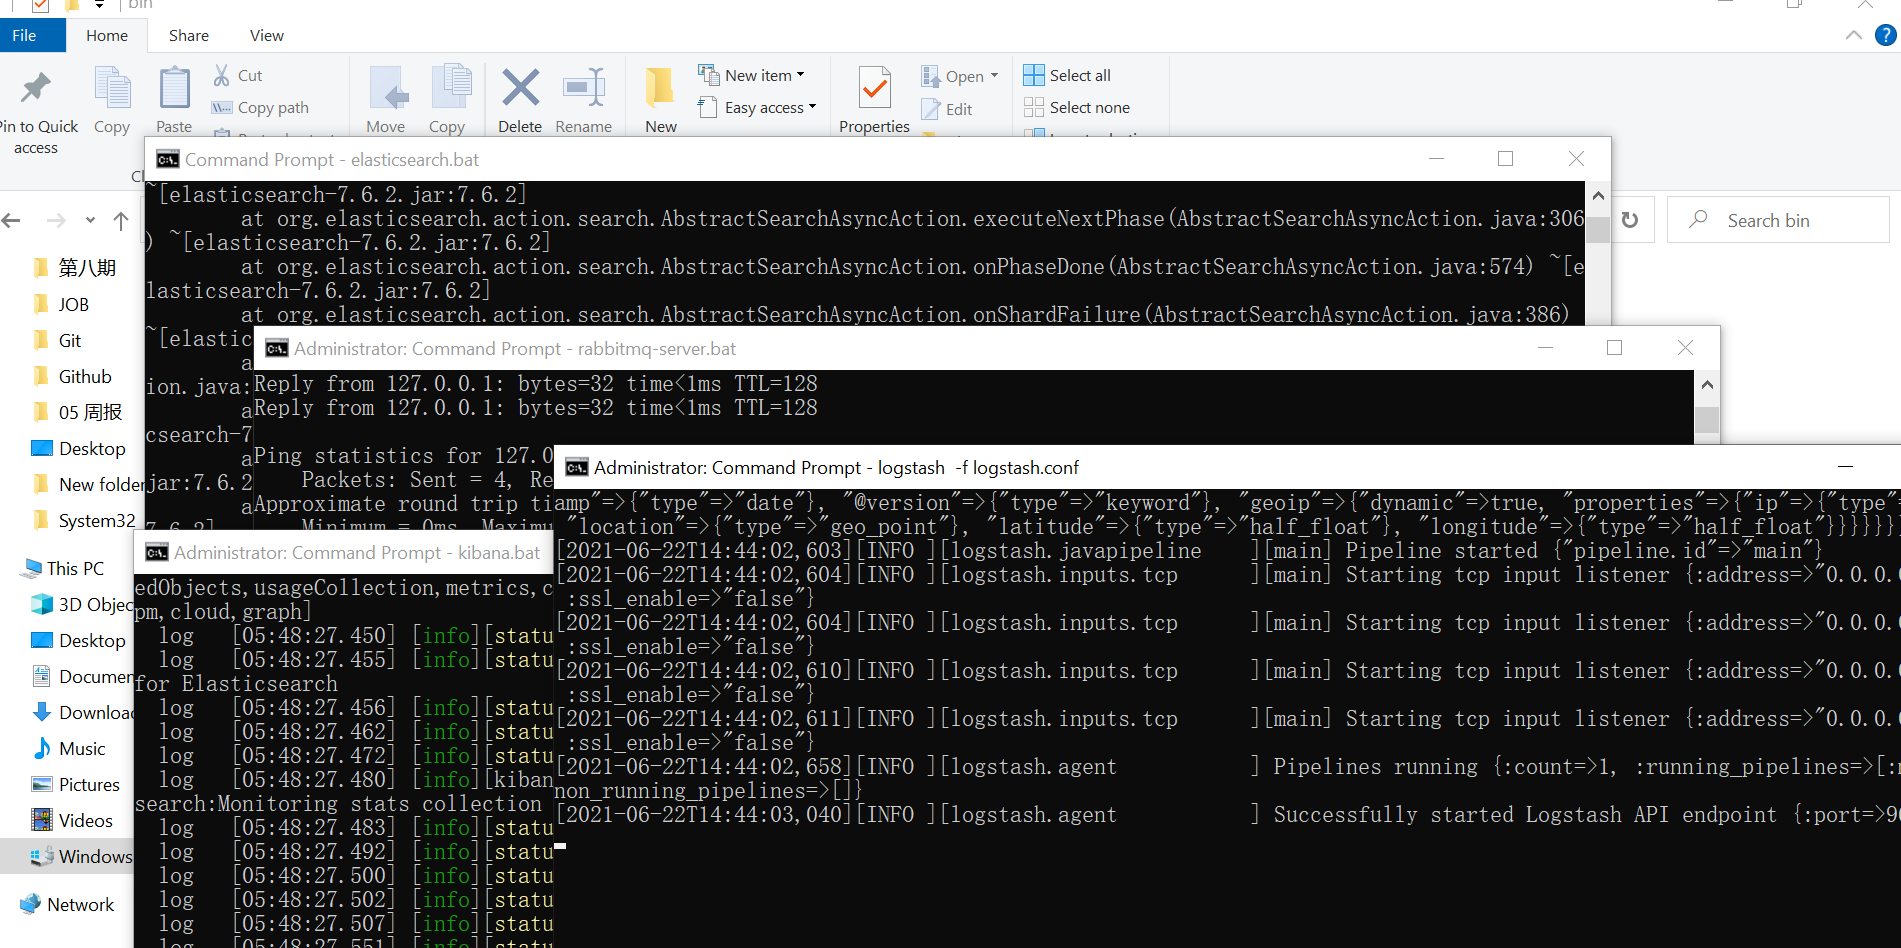 bin
File Home Share View
Pin to Quick access
Copy
Paste
Cut
Copy path
Move
Copy
Delete
Rename
New
New item
Easy access
Properties
Open
Edit
Select all
Select none
Search bin
Command Prompt - elasticsearch.bat
~[elasticsearch-7.6.2.jar:7.6.2]
at org.elasticsearch.action.search.AbstractSearchAsyncAction.executeNextPhase(AbstractSearchAsyncAction.java:306
) ~[elasticsearch-7.6.2.jar:7.6.2]
at org.elasticsearch.action.search.AbstractSearchAsyncAction.onPhaseDone(AbstractSearchAsyncAction.java:574) ~[e
lasticsearch-7.6.2.jar:7.6.2]
at org.elasticsearch.action.search.AbstractSearchAsyncAction.onShardFailure(AbstractSearchAsyncAction.java:386)
~[elastic
a
ion.java:
a
csearch-7
a
jar:7.6.2
a
Administrator: Command Prompt - rabbitmq-server.bat
Reply from 127.0.0.1: bytes=32 time<1ms TTL=128
Reply from 127.0.0.1: bytes=32 time<1ms TTL=128
Ping statistics for 127.0
Packets: Sent = 4, Re
Approximate round trip ti
Minimum = 0ms, Maximu
Administrator: Command Prompt - logstash -f logstash.conf
amp"=>{"type"=>"date"}, "@version"=>{"type"=>"keyword"}, "geoip"=>{"dynamic"=>true, "properties"=>{"ip"=>{"type"
"location"=>{"type"=>"geo_point"}, "latitude"=>{"type"=>"half_float"}, "longitude"=>{"type"=>"half_float"}}}}}}}
[2021-06-22T14:44:02,603][INFO ][logstash.javapipeline ][main] Pipeline started {"pipeline.id"=>"main"}
[2021-06-22T14:44:02,604][INFO ][logstash.inputs.tcp ][main] Starting tcp input listener {:address=>"0.0.0.
:ssl_enable=>"false"}
[2021-06-22T14:44:02,604][INFO ][logstash.inputs.tcp ][main] Starting tcp input listener {:address=>"0.0.0.
:ssl_enable=>"false"}
[2021-06-22T14:44:02,610][INFO ][logstash.inputs.tcp ][main] Starting tcp input listener {:address=>"0.0.0.
:ssl_enable=>"false"}
[2021-06-22T14:44:02,611][INFO ][logstash.inputs.tcp ][main] Starting tcp input listener {:address=>"0.0.0.
:ssl_enable=>"false"}
[2021-06-22T14:44:02,658][INFO ][logstash.agent ] Pipelines running {:count=>1, :running_pipelines=>[:
non_running_pipelines=>[]}
[2021-06-22T14:44:03,040][INFO ][logstash.agent ] Successfully started Logstash API endpoint {:port=>9
Administrator: Command Prompt - kibana.bat
edObjects,usageCollection,metrics,c
pm,cloud,graph]
log [05:48:27.450] [info][statu
log [05:48:27.455] [info][statu
for Elasticsearch
log [05:48:27.456] [info][statu
log [05:48:27.462] [info][statu
log [05:48:27.472] [info][statu
log [05:48:27.480] [info][kiban
search:Monitoring stats collection
log [05:48:27.483] [info][statu
log [05:48:27.492] [info][statu
log [05:48:27.500] [info][statu
log [05:48:27.502] [info][statu
log [05:48:27.507] [info][statu
log [05:48:27.551] [info][statu
第八期
JOB
Git
Github
05 周报
Desktop
New folder
System32
This PC
3D Objec
Desktop
Documen
Downloa
Music
Pictures
Videos
Windows
Network